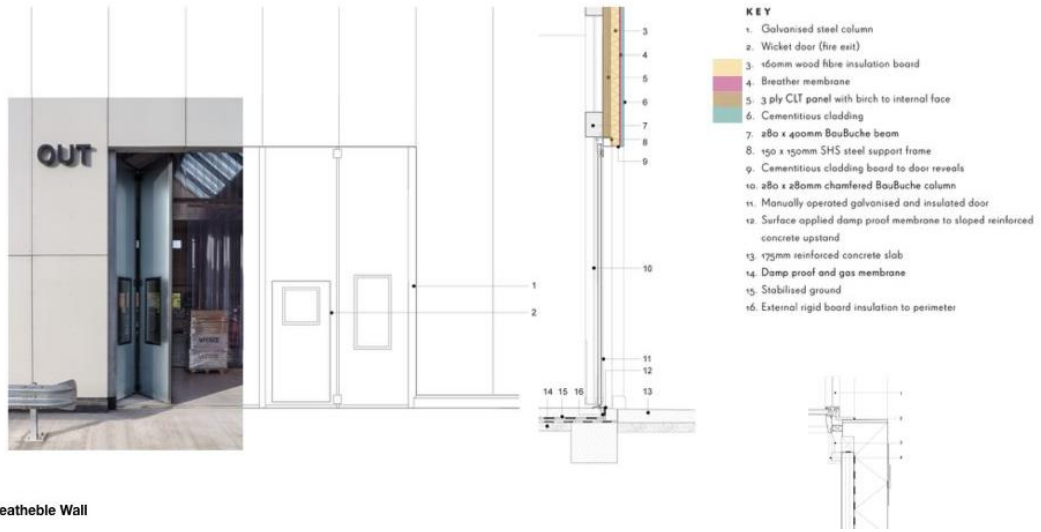 OUT
1
2
3
4
5
6
7
8
9
10
11
12
14 15 16
13
KEY
1. Galvanised steel column
2. Wicket door (fire exit)
3. 160mm wood fibre insulation board
4. Breather membrane
5. 3 ply CLT panel with birch to internal face
6. Cementitious cladding
7. 280 x 400mm BauBuche beam
8. 150 x 150mm SHS steel support frame
9. Cementitious cladding board to door reveals
10. 280 x 280mm chamfered BauBuche column
11. Manually operated galvanised and insulated door
12. Surface applied damp proof membrane to sloped reinforced
concrete upstand
13. 175mm reinforced concrete slab
14. Damp proof and gas membrane
15. Stabilised ground
16. External rigid board insulation to perimeter
eatheble Wall